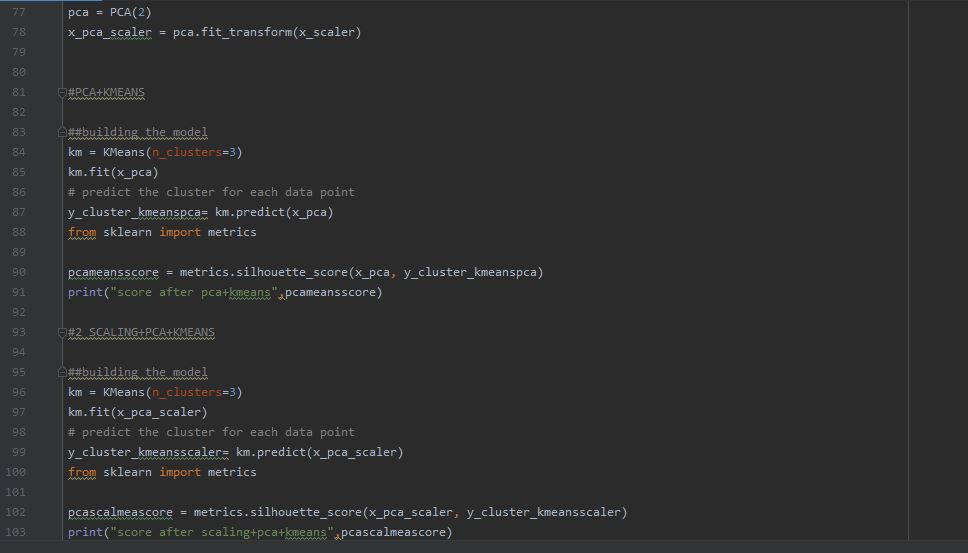 77 pca = PCA(2)
78 x_pca_scaler = pca.fit_transform(x_scaler)
79
80
81 #PCA+KMEANS
82
83 ##building the model
84 km = KMeans(n_clusters=3)
85 km.fit(x_pca)
86 # predict the cluster for each data point
87 y_cluster_kmeanspca= km.predict(x_pca)
88 from sklearn import metrics
89
90 pcameansscore = metrics.silhouette_score(x_pca, y_cluster_kmeanspca)
91 print("score after pca+kmeans",pcameansscore)
92
93 #2 SCALING+PCA+KMEANS
94
95 ##building the model
96 km = KMeans(n_clusters=3)
97 km.fit(x_pca_scaler)
98 # predict the cluster for each data point
99 y_cluster_kmeansscaler= km.predict(x_pca_scaler)
100 from sklearn import metrics
101
102 pcascalmeascore = metrics.silhouette_score(x_pca_scaler, y_cluster_kmeansscaler)
103 print("score after scaling+pca+kmeans",pcascalmeascore)